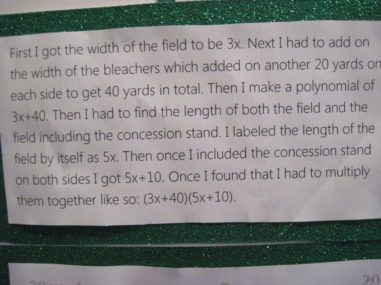 First I got the width of the field to be 3x. Next I had to add on
the width of the bleachers which added on another 20 yards on
each side to get 40 yards in total. Then I make a polynomial of
3x+40. Then I had to find the length of both the field and the
field including the concession stand. I labeled the length of the
field by itself as 5x. Then once I included the concession stand
on both sides I got 5x+10. Once I found that I had to multiply
them together like so: (3x+40)(5x+10).